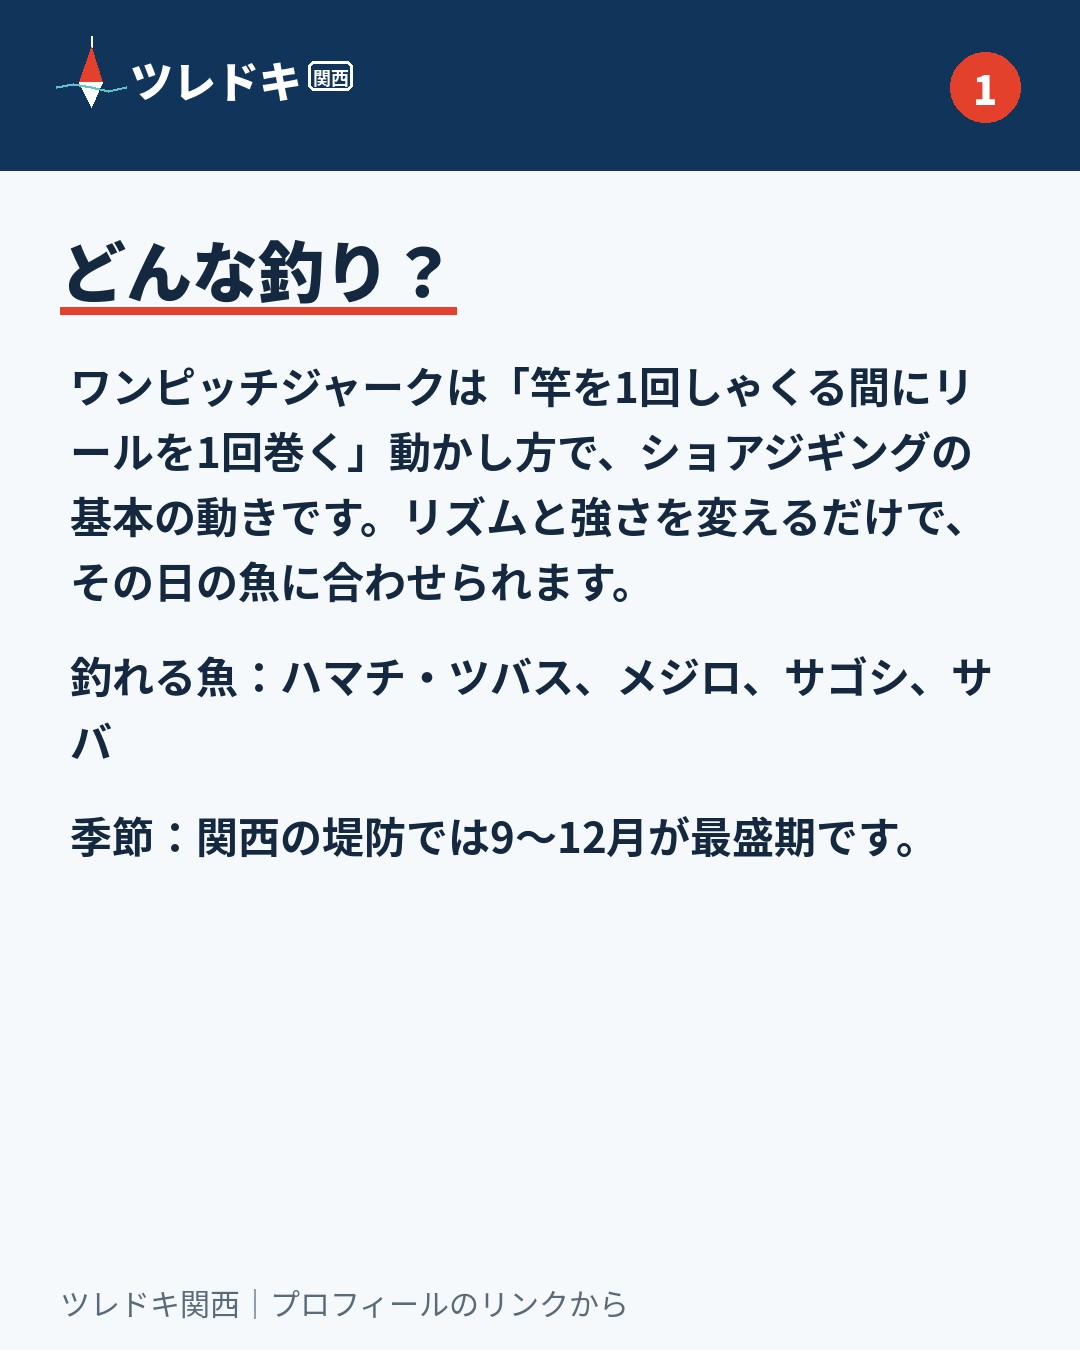 ツレドキ 関西
1
どんな釣り？
ワンピッチジャークは「竿を1回しゃくる間にリ
ールを1回巻く」動かし方で、ショアジギングの
基本の動きです。リズムと強さを変えるだけで、
その日の魚に合わせられます。
釣れる魚：ハマチ・ツバス、メジロ、サゴシ、サ
バ
季節：関西の堤防では9〜12月が最盛期です。
ツレドキ関西｜プロフィールのリンクから